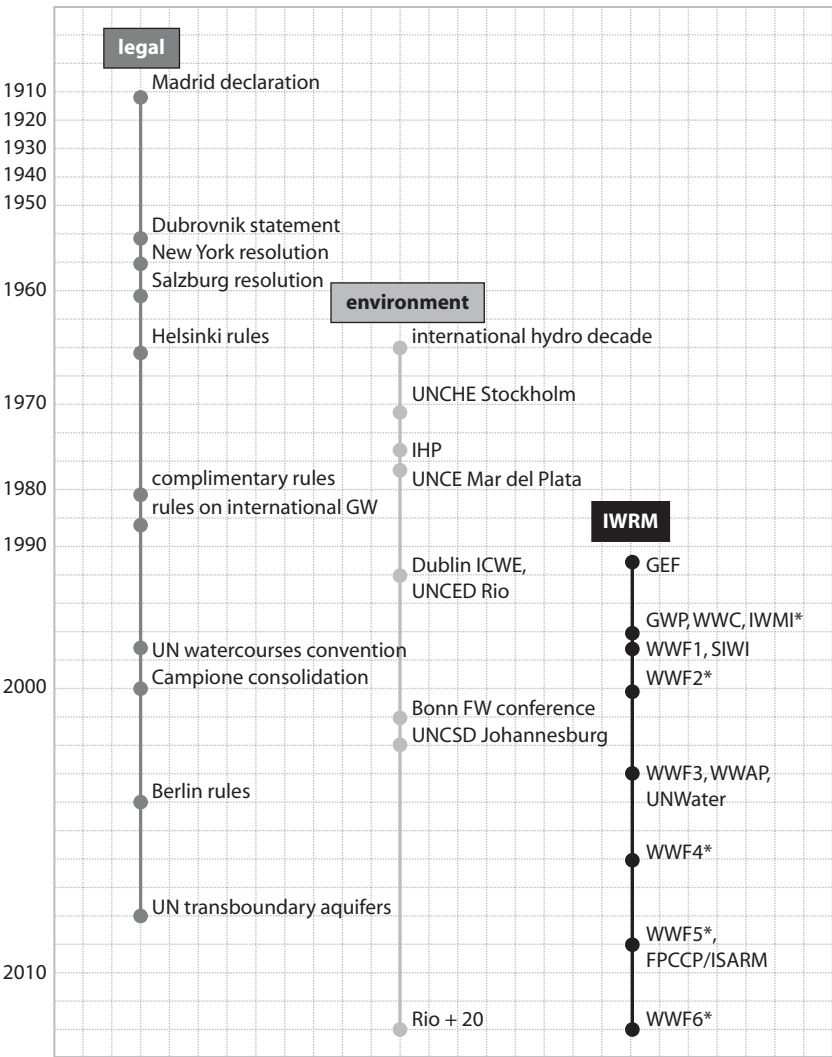 legal
Madrid declaration
1910
1920
1930
1940
1950
Dubrovnik statement
New York resolution
Salzburg resolution
1960
environment
Helsinki rules
international hydro decade
1970
UNCHE Stockholm
IHP
complimentary rules
UNCE Mar del Plata
1980
rules on international GW
IWRM
1990
Dublin ICWE,
UNCED Rio
GEF
GWP, WWC, IWMI*
UN watercourses convention
WWF1, SIWI
Campione consolidation
WWF2*
2000
Bonn FW conference
UNCSD Johannesburg
WWF3, WWAP,
UNWater
Berlin rules
WWF4*
UN transboundary aquifers
WWF5*,
FPCCP/ISARM
2010
Rio + 20
WWF6*